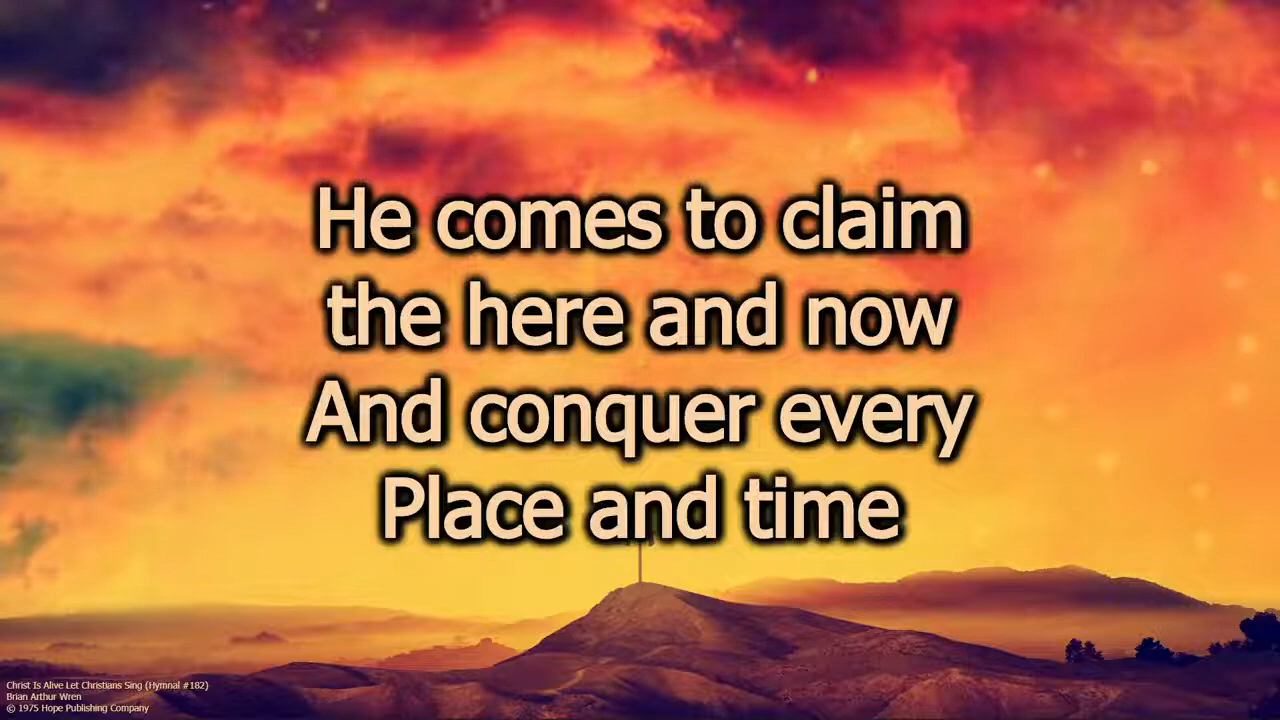 He comes to claim
the here and now
And conquer every
Place and time
Christ Is Alive Let Christians Sing (Hymnal #182)
Brian Arthur Wren
© 1975 Hope Publishing Company